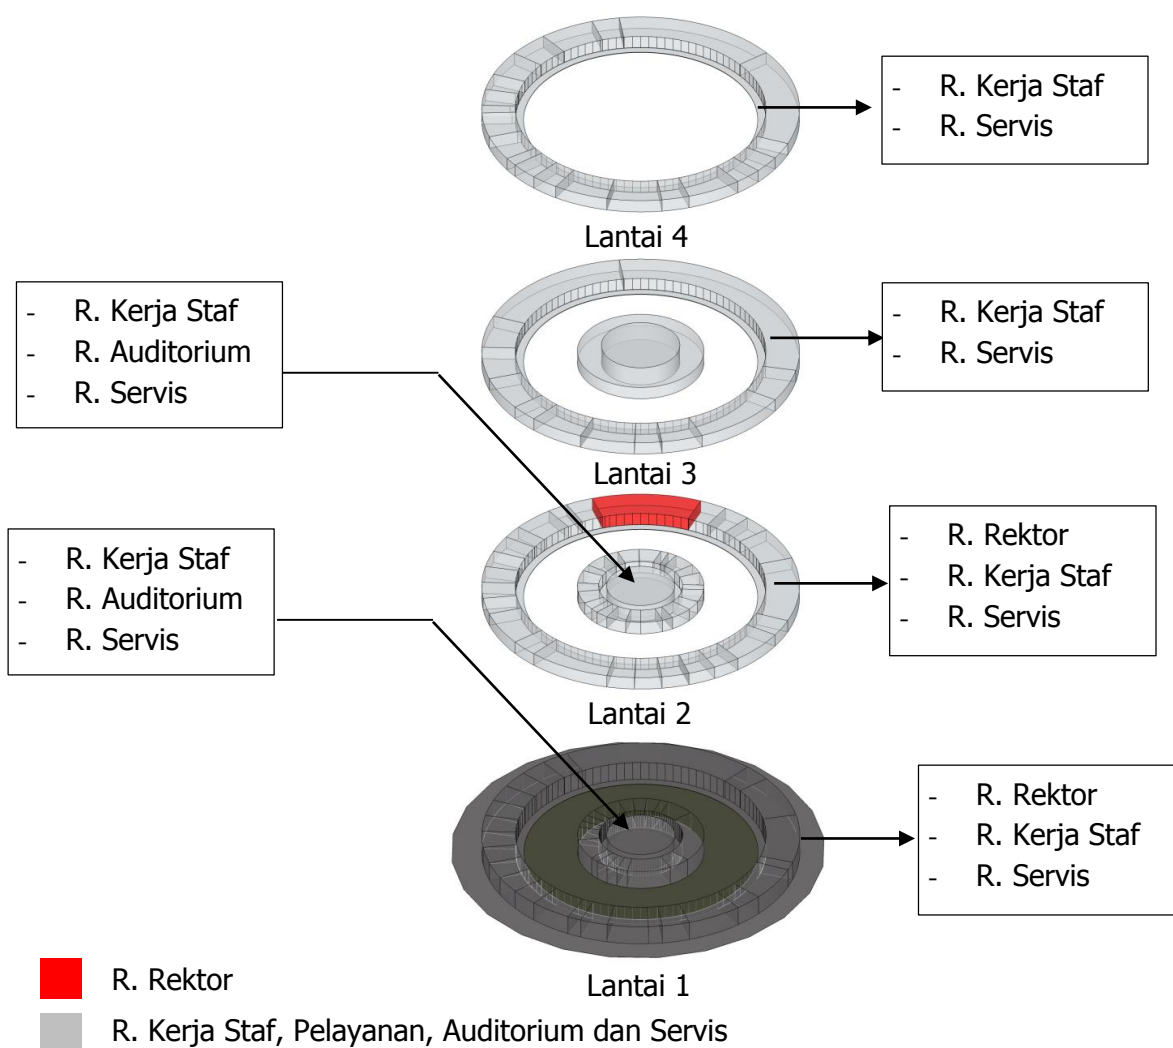 - R. Kerja Staf
- R. Servis
Lantai 4
- R. Kerja Staf
- R. Auditorium
- R. Servis
- R. Kerja Staf
- R. Servis
Lantai 3
- R. Kerja Staf
- R. Auditorium
- R. Servis
- R. Rektor
- R. Kerja Staf
- R. Servis
Lantai 2
- R. Rektor
- R. Kerja Staf
- R. Servis
Lantai 1
R. Rektor
R. Kerja Staf, Pelayanan, Auditorium dan Servis